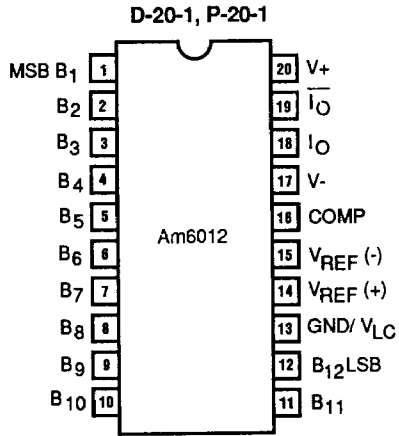 D-20-1, P-20-1
MSB B1 1 20 V+
B2 2 19 I̅O̅
B3 3 18 IO
B4 4 17 V-
B5 5 16 COMP
Am6012
B6 6 15 VREF (-)
B7 7 14 VREF (+)
B8 8 13 GND/ VLC
B9 9 12 B12LSB
B10 10 11 B11